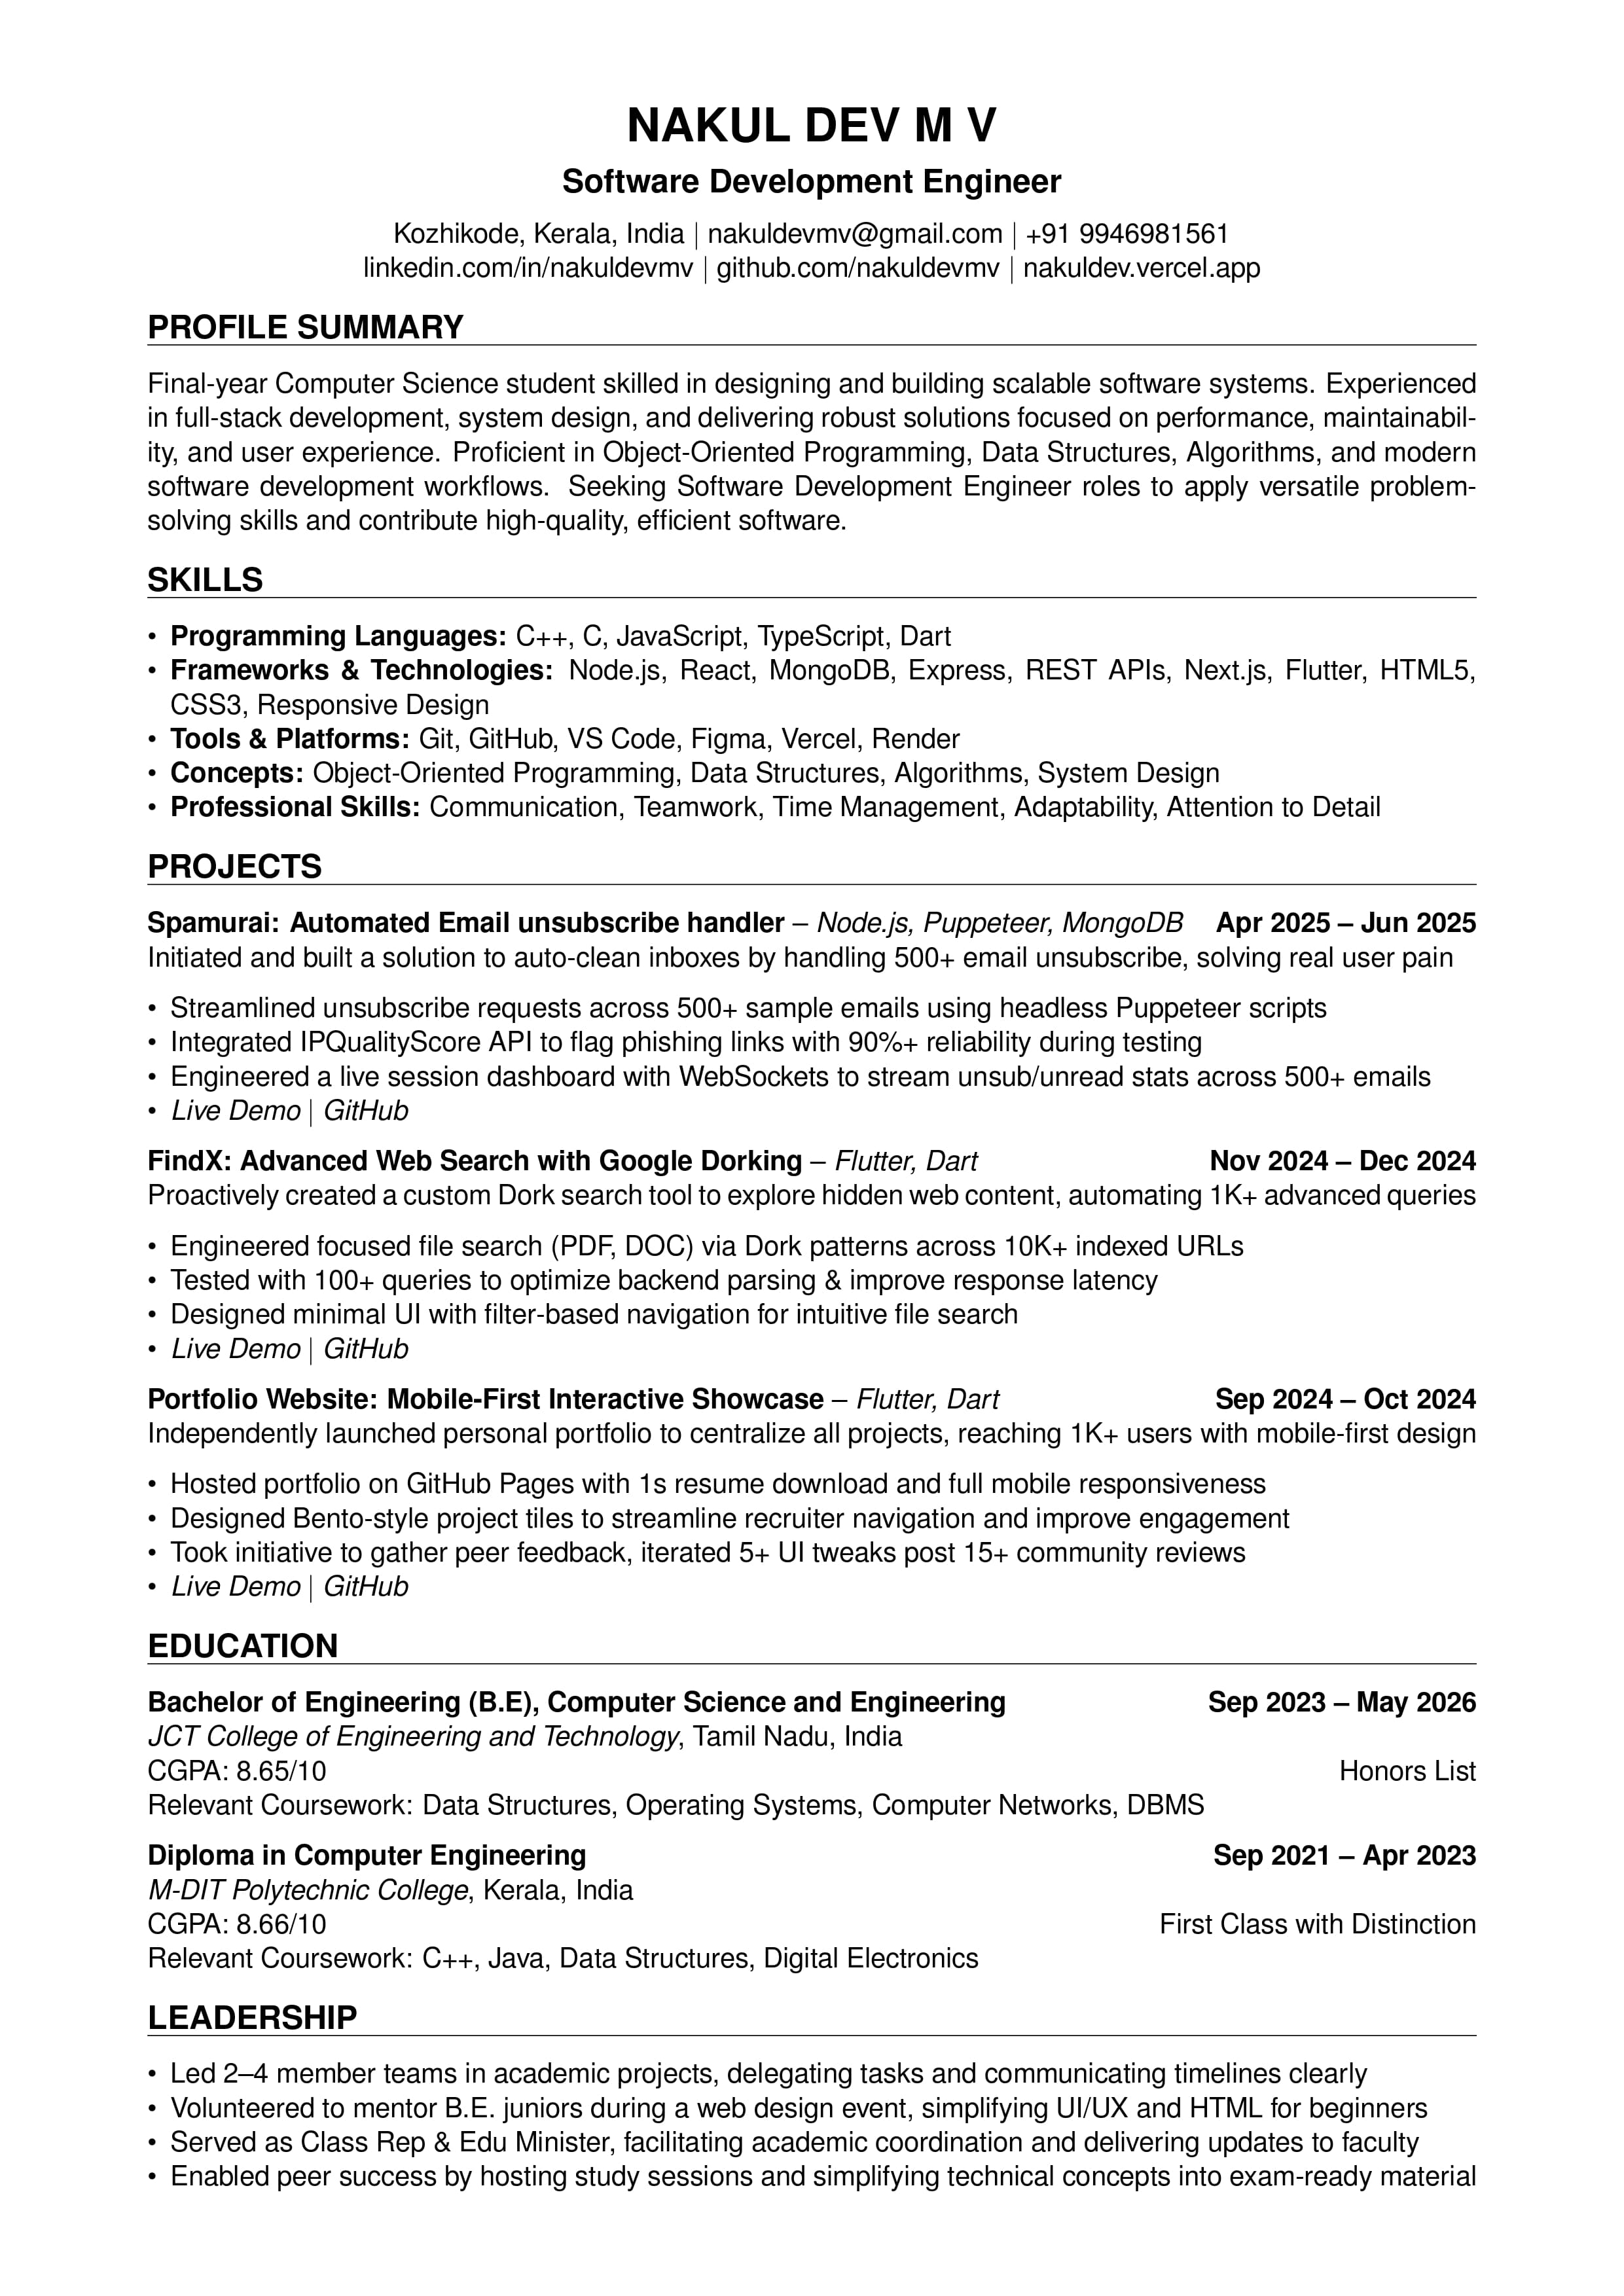 NAKUL DEV M V
Software Development Engineer
Kozhikode, Kerala, India | nakuldevmv@gmail.com | +91 9946981561
linkedin.com/in/nakuldevmv | github.com/nakuldevmv | nakuldev.vercel.app
PROFILE SUMMARY
Final-year Computer Science student skilled in designing and building scalable software systems. Experienced
in full-stack development, system design, and delivering robust solutions focused on performance, maintainabil-
ity, and user experience. Proficient in Object-Oriented Programming, Data Structures, Algorithms, and modern
software development workflows. Seeking Software Development Engineer roles to apply versatile problem-
solving skills and contribute high-quality, efficient software.
SKILLS
• Programming Languages: C++, C, JavaScript, TypeScript, Dart
• Frameworks & Technologies: Node.js, React, MongoDB, Express, REST APIs, Next.js, Flutter, HTML5,
CSS3, Responsive Design
• Tools & Platforms: Git, GitHub, VS Code, Figma, Vercel, Render
• Concepts: Object-Oriented Programming, Data Structures, Algorithms, System Design
• Professional Skills: Communication, Teamwork, Time Management, Adaptability, Attention to Detail
PROJECTS
Spamurai: Automated Email unsubscribe handler – Node.js, Puppeteer, MongoDB Apr 2025 – Jun 2025
Initiated and built a solution to auto-clean inboxes by handling 500+ email unsubscribe, solving real user pain
• Streamlined unsubscribe requests across 500+ sample emails using headless Puppeteer scripts
• Integrated IPQualityScore API to flag phishing links with 90%+ reliability during testing
• Engineered a live session dashboard with WebSockets to stream unsub/unread stats across 500+ emails
• Live Demo | GitHub
FindX: Advanced Web Search with Google Dorking – Flutter, Dart Nov 2024 – Dec 2024
Proactively created a custom Dork search tool to explore hidden web content, automating 1K+ advanced queries
• Engineered focused file search (PDF, DOC) via Dork patterns across 10K+ indexed URLs
• Tested with 100+ queries to optimize backend parsing & improve response latency
• Designed minimal UI with filter-based navigation for intuitive file search
• Live Demo | GitHub
Portfolio Website: Mobile-First Interactive Showcase – Flutter, Dart Sep 2024 – Oct 2024
Independently launched personal portfolio to centralize all projects, reaching 1K+ users with mobile-first design
• Hosted portfolio on GitHub Pages with 1s resume download and full mobile responsiveness
• Designed Bento-style project tiles to streamline recruiter navigation and improve engagement
• Took initiative to gather peer feedback, iterated 5+ UI tweaks post 15+ community reviews
• Live Demo | GitHub
EDUCATION
Bachelor of Engineering (B.E), Computer Science and Engineering Sep 2023 – May 2026
JCT College of Engineering and Technology, Tamil Nadu, India
CGPA: 8.65/10 Honors List
Relevant Coursework: Data Structures, Operating Systems, Computer Networks, DBMS
Diploma in Computer Engineering Sep 2021 – Apr 2023
M-DIT Polytechnic College, Kerala, India
CGPA: 8.66/10 First Class with Distinction
Relevant Coursework: C++, Java, Data Structures, Digital Electronics
LEADERSHIP
• Led 2–4 member teams in academic projects, delegating tasks and communicating timelines clearly
• Volunteered to mentor B.E. juniors during a web design event, simplifying UI/UX and HTML for beginners
• Served as Class Rep & Edu Minister, facilitating academic coordination and delivering updates to faculty
• Enabled peer success by hosting study sessions and simplifying technical concepts into exam-ready material